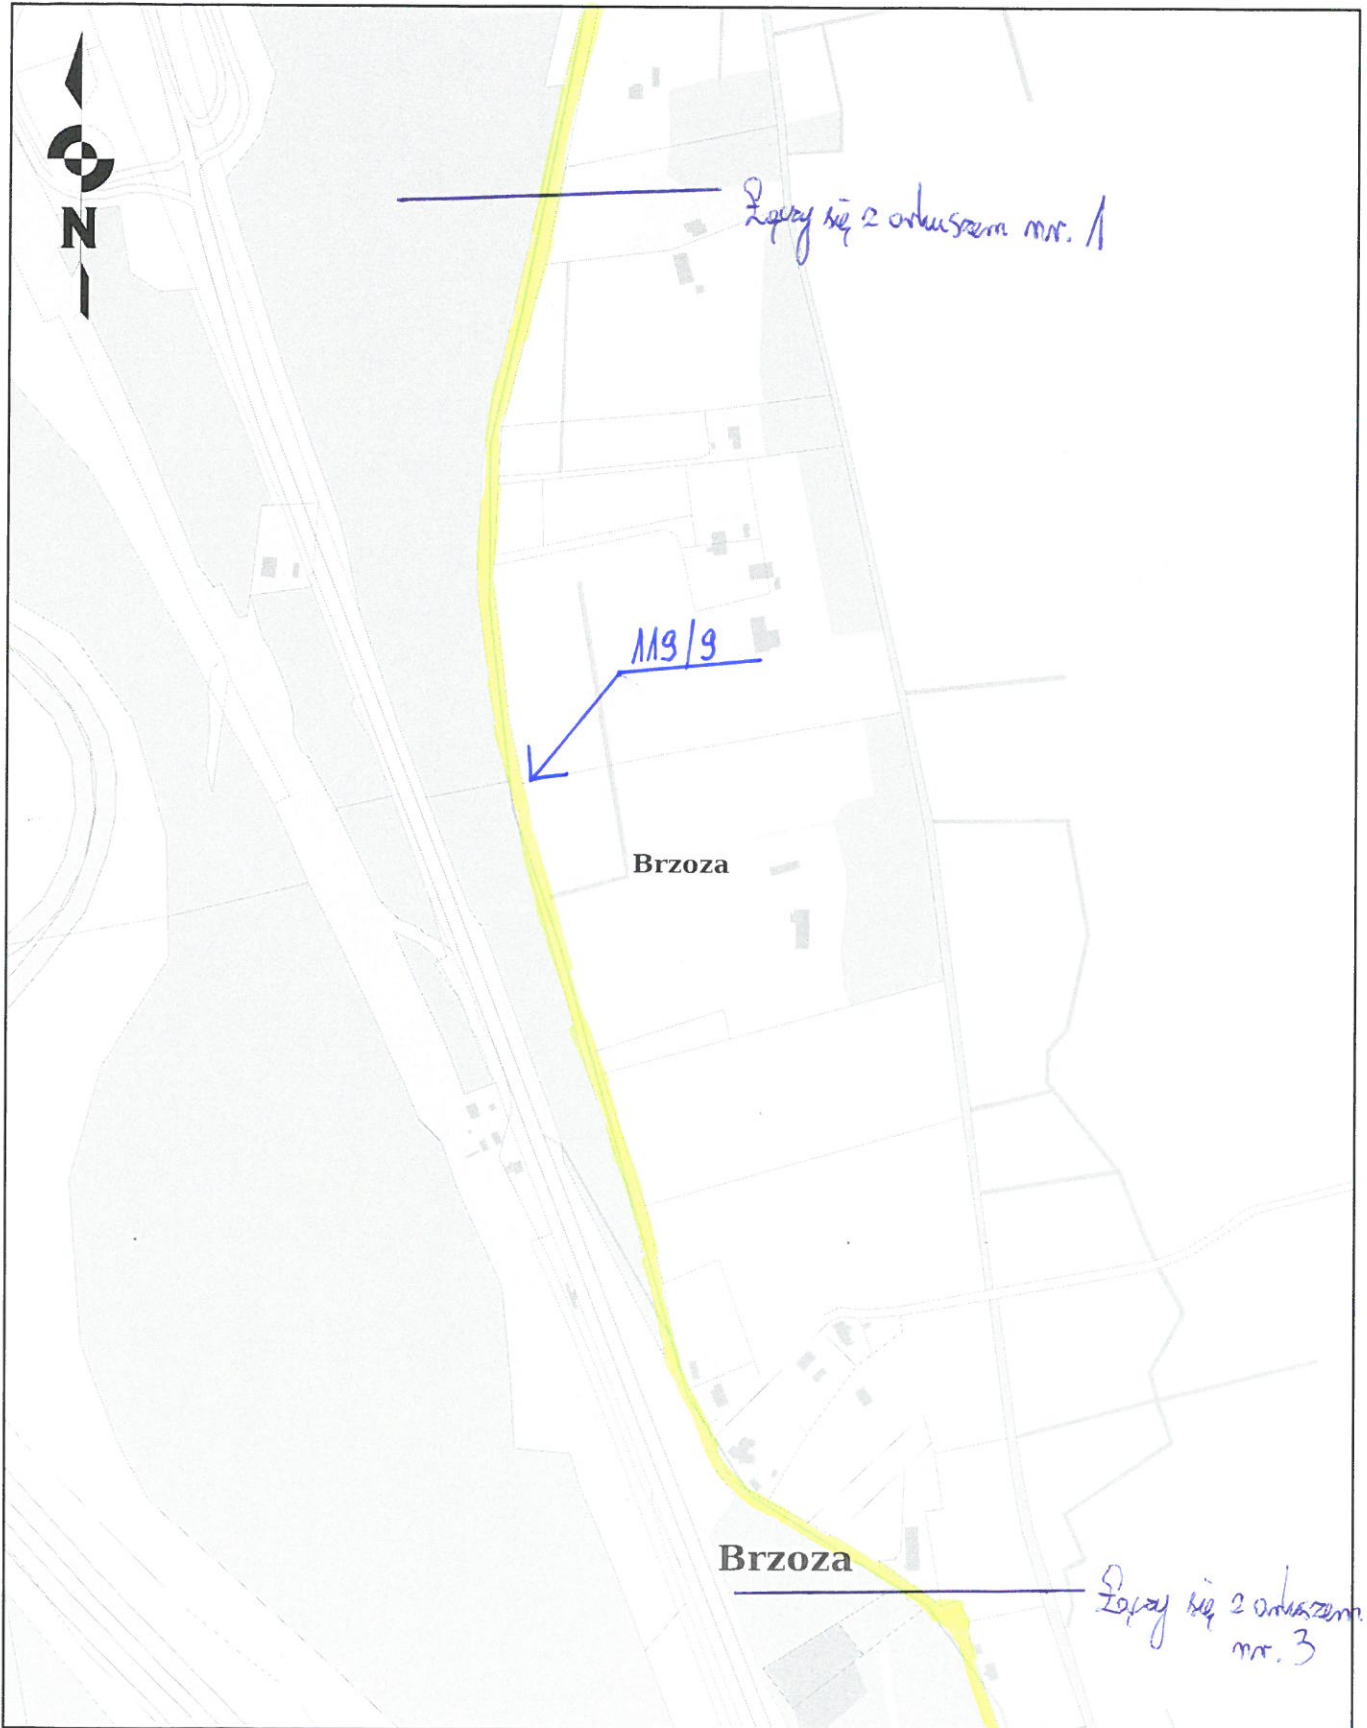 N
Łączy się z arkuszem nr. 1
119/9
Brzoza
Brzoza
Łączy się z arkuszem
nr. 3